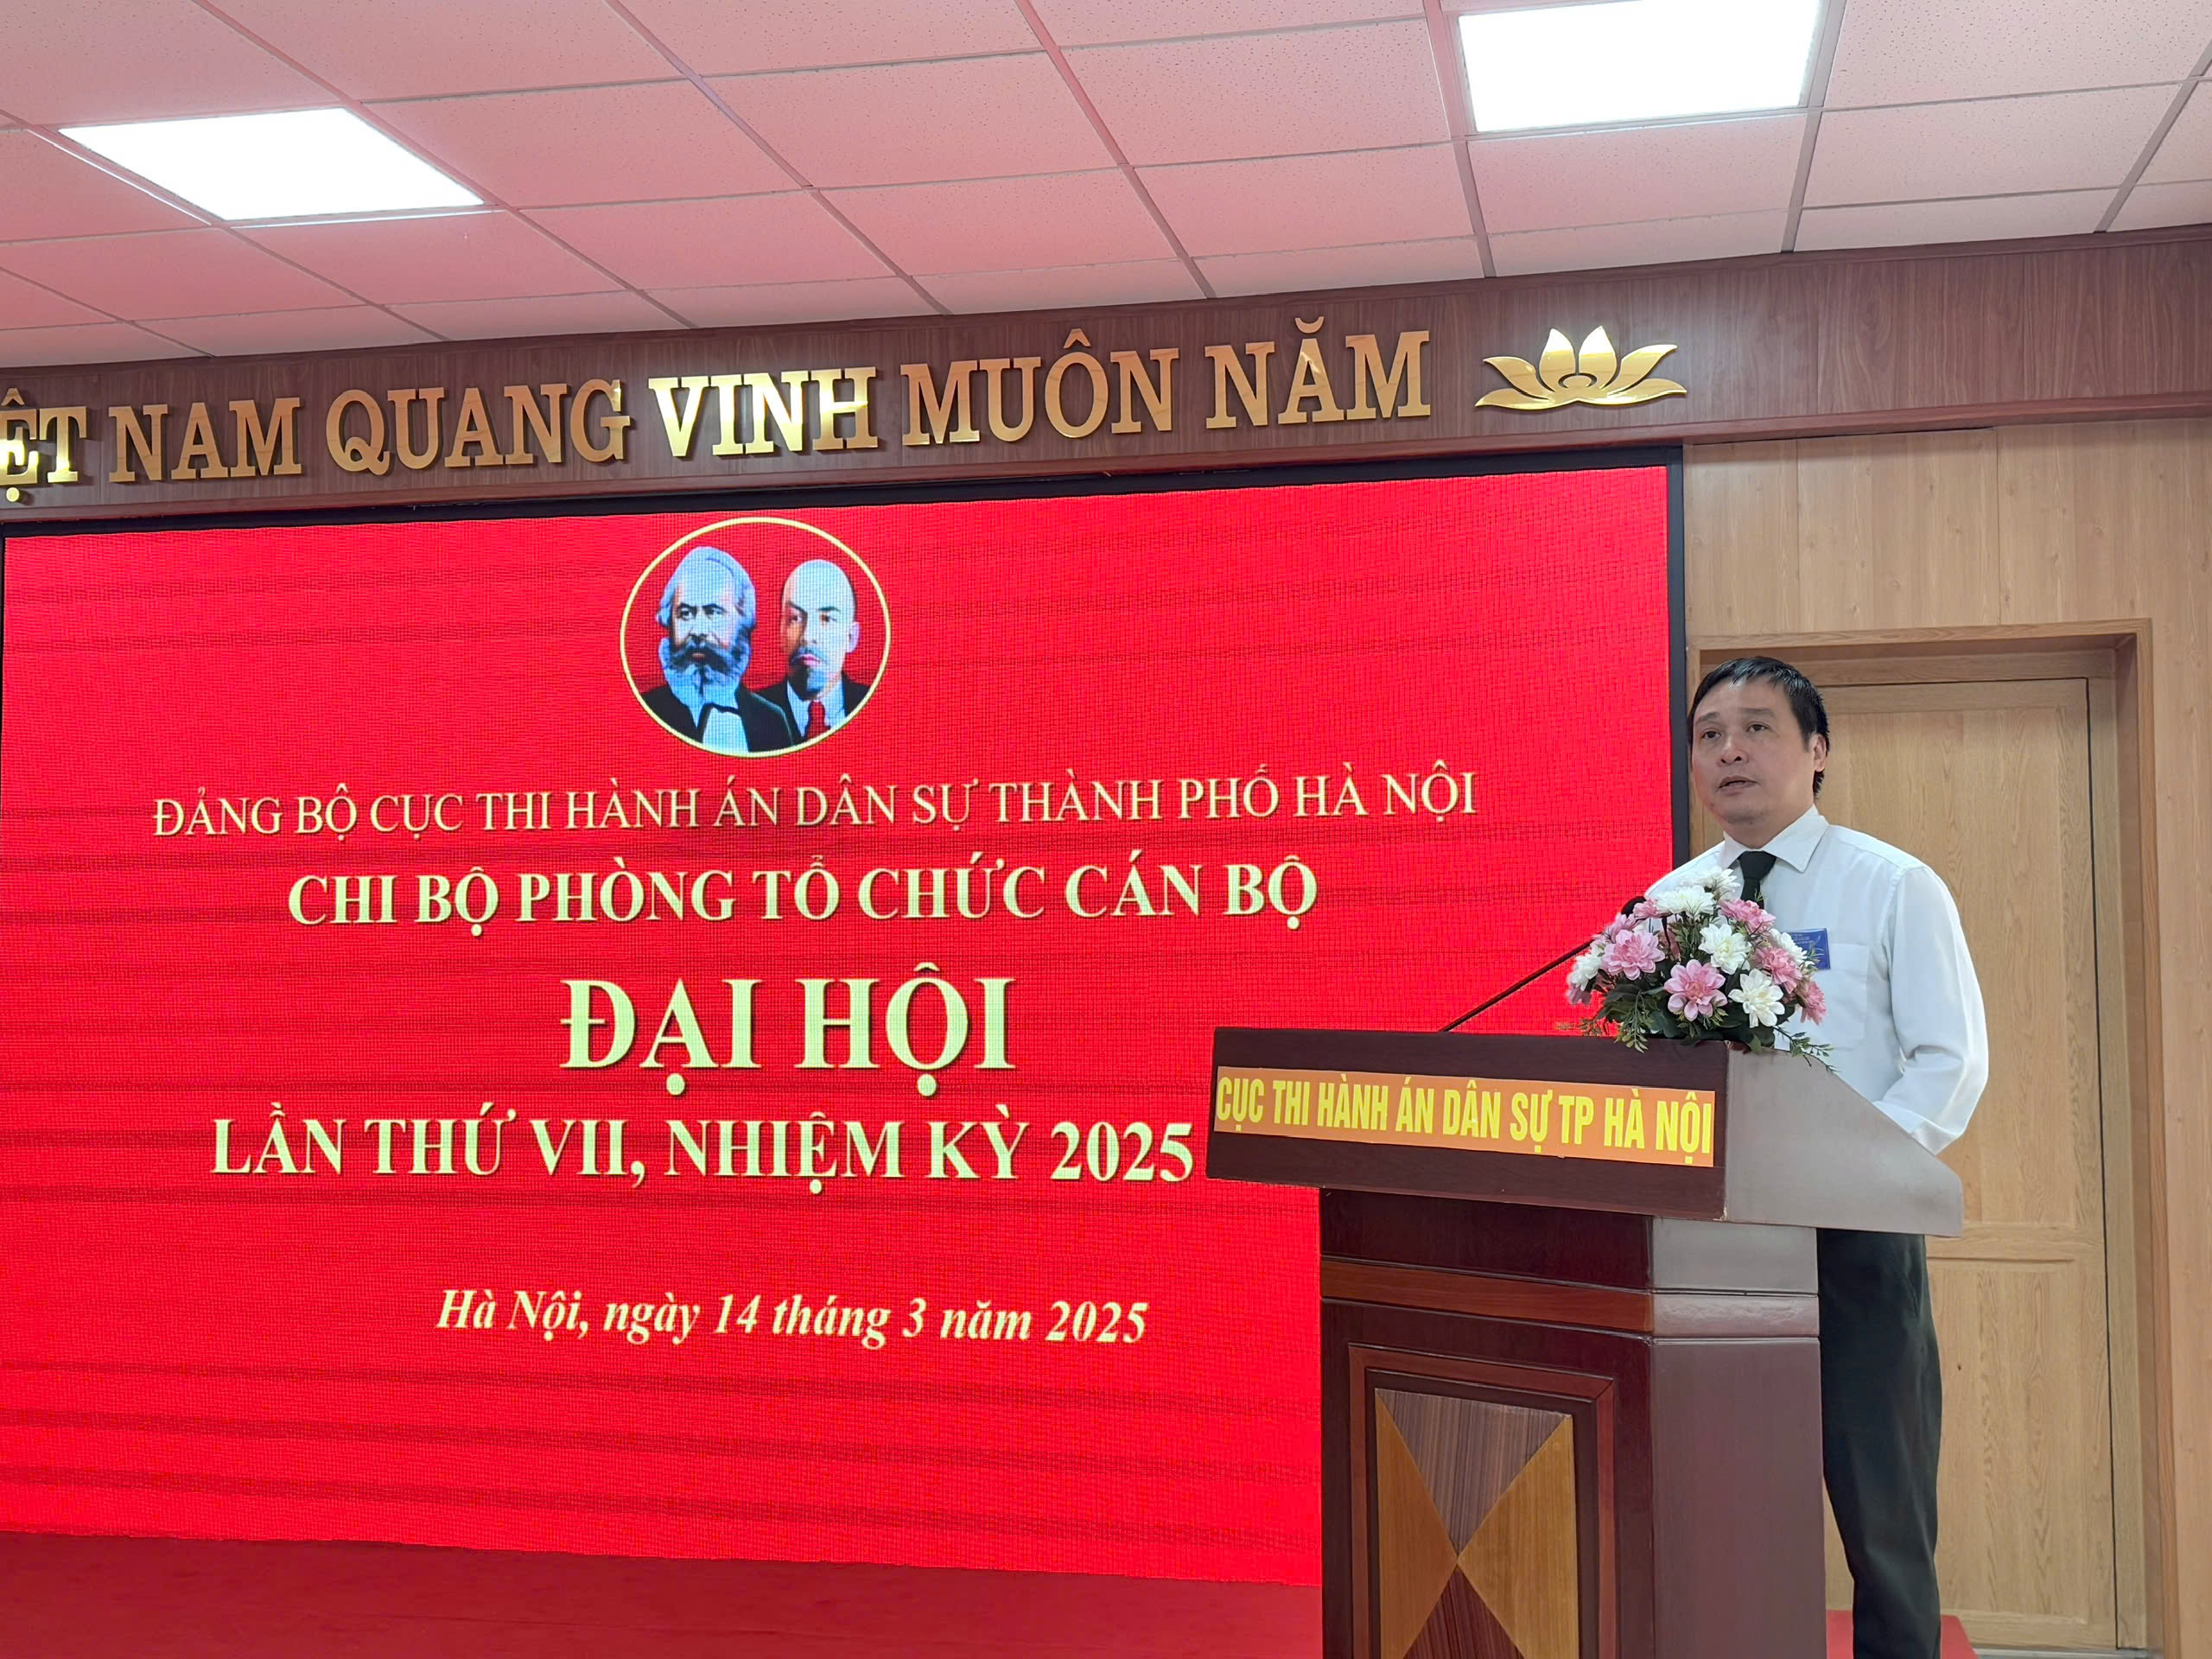 NAM QUANG VINH MUÔN NĂM
ĐẢNG BỘ CỤC THI HÀNH ÁN DÂN SỰ THÀNH PHỐ HÀ NỘI
CHI BỘ PHÒNG TỔ CHỨC CÁN BỘ
ĐẠI HỘI
LẦN THỨ VII, NHIỆM KỲ 2025
Hà Nội, ngày 14 tháng 3 năm 2025
CỤC THI HÀNH ÁN DÂN SỰ TP HÀ NỘI